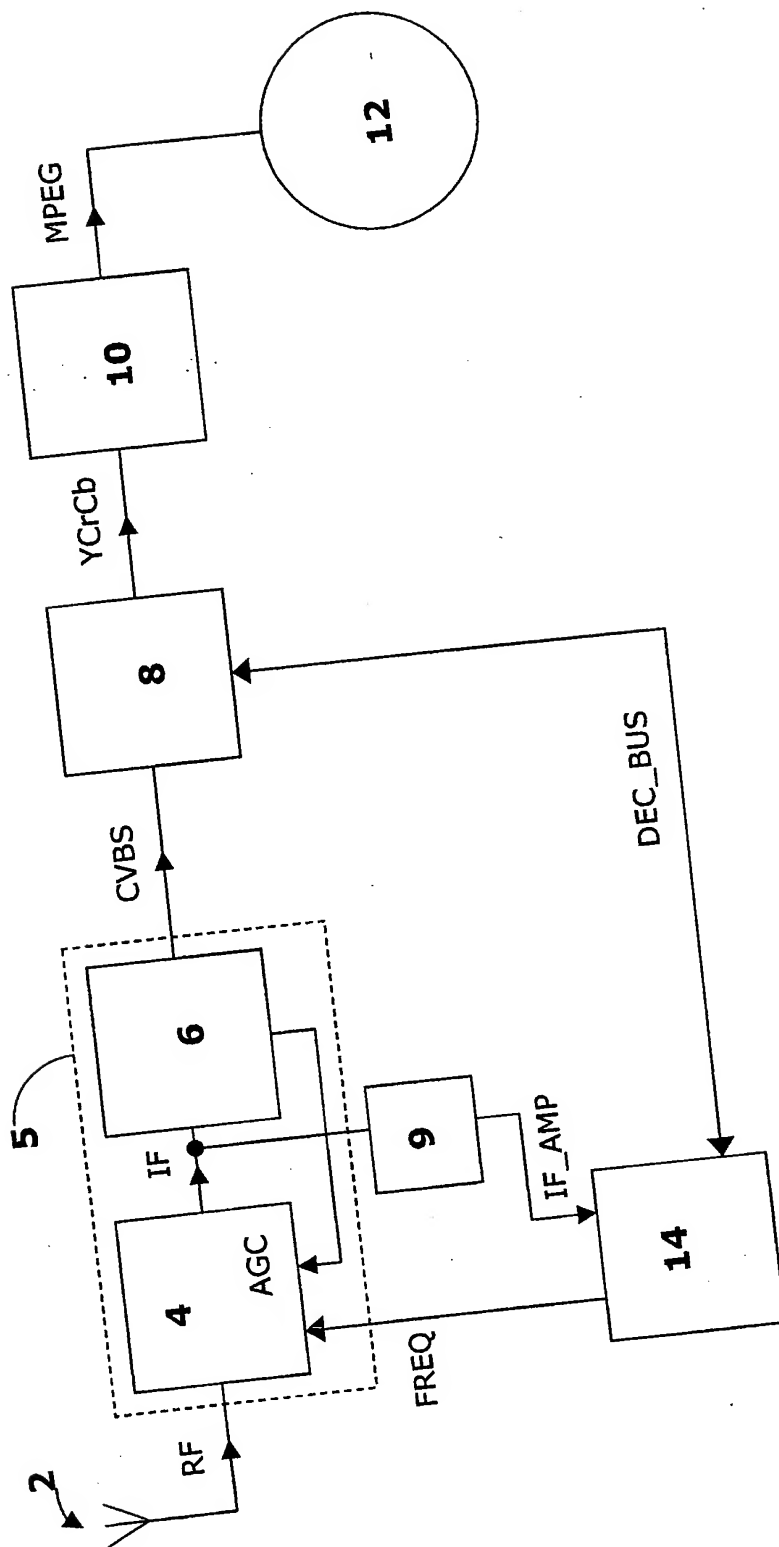 2
RF
5
4
AGC
IF
6
CVBS
8
YCrCb
10
MPEG
12
9
IF_AMP
FREQ
14
DEC_BUS